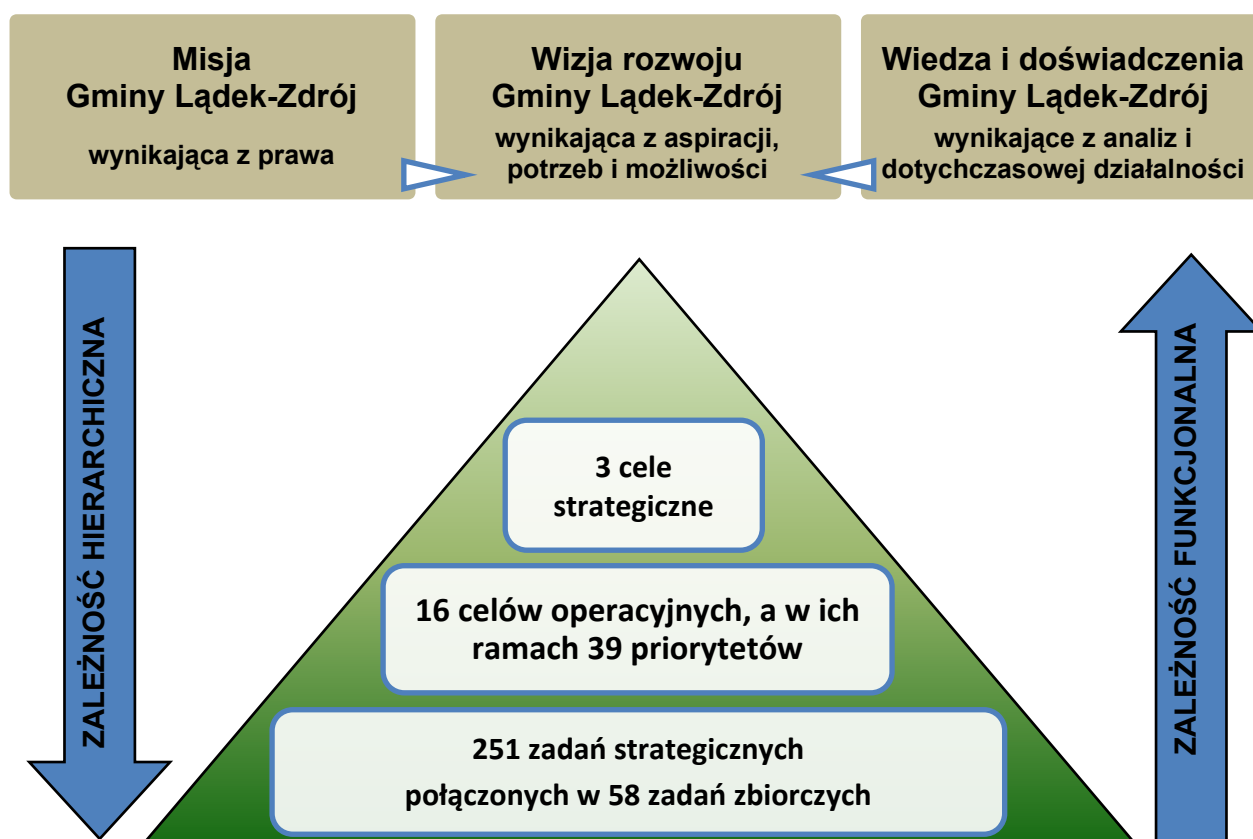 Misja
Gminy Lądek-Zdrój
wynikająca z prawa
Wizja rozwoju
Gminy Lądek-Zdrój
wynikająca z aspiracji,
potrzeb i możliwości
Wiedza i doświadczenia
Gminy Lądek-Zdrój
wynikające z analiz i
dotychczasowej działalności
ZALEŻNOŚĆ HIERARCHICZNA
3 cele
strategiczne
16 celów operacyjnych, a w ich
ramach 39 priorytetów
251 zadań strategicznych
połączonych w 58 zadań zbiorczych
ZALEŻNOŚĆ FUNKCJONALNA